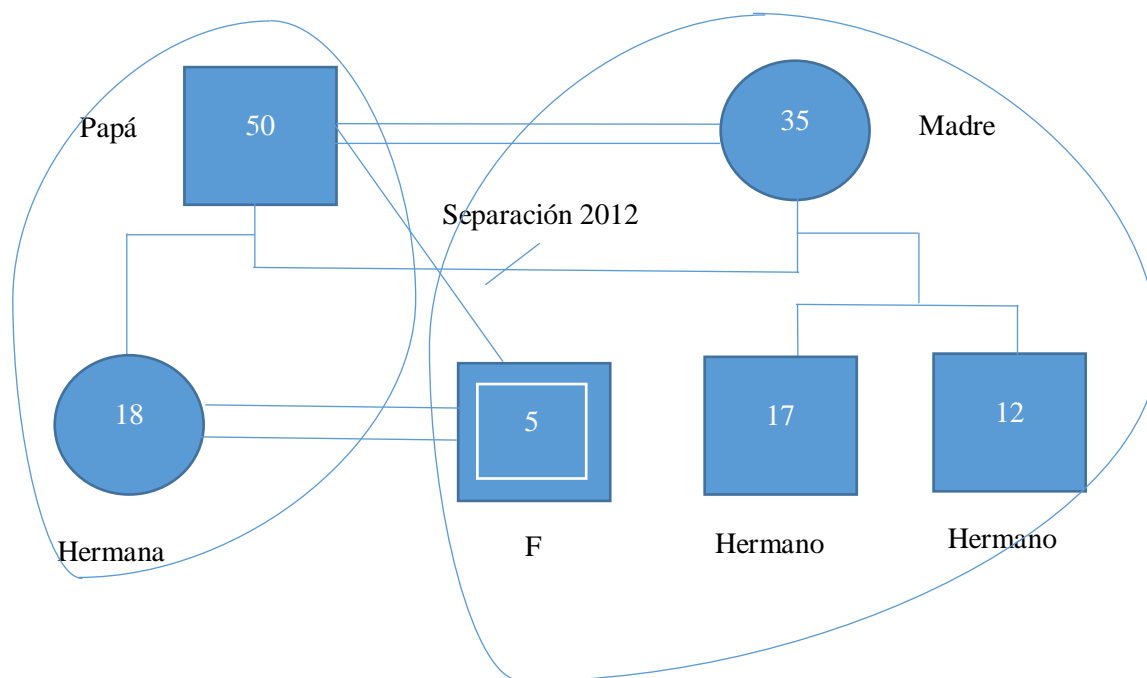 Papá
50
35
Madre
Separación 2012
18
5
17
12
Hermana
F
Hermano
Hermano